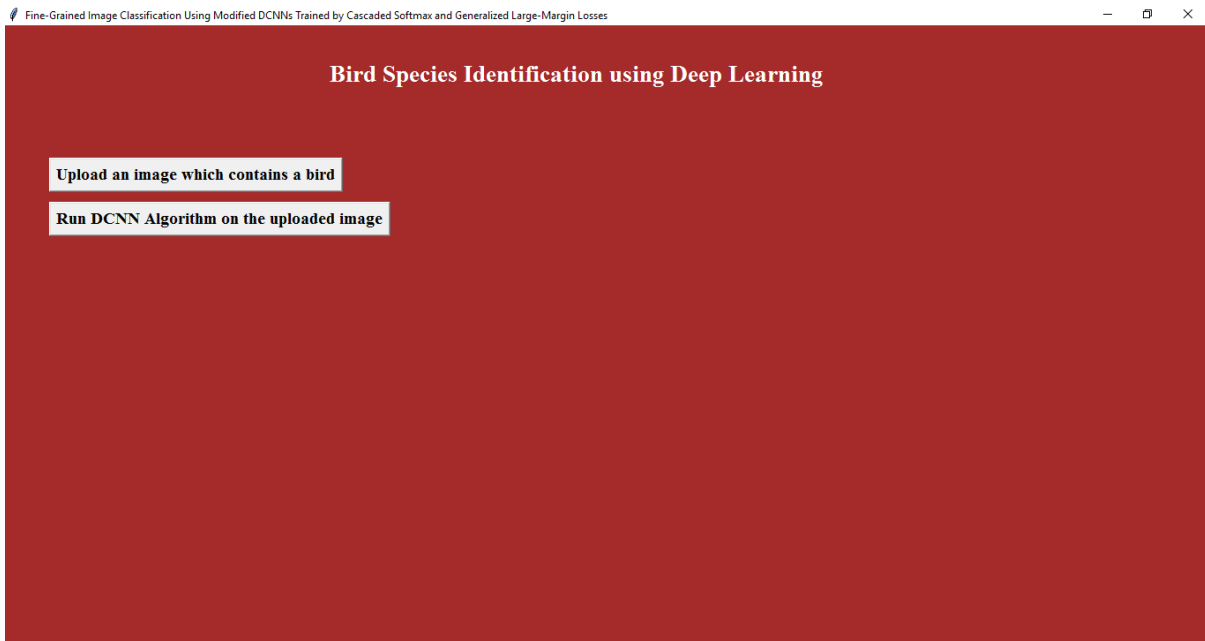 Fine-Grained Image Classification Using Modified DCNNs Trained by Cascaded Softmax and Generalized Large-Margin Losses
Bird Species Identification using Deep Learning
Upload an image which contains a bird
Run DCNN Algorithm on the uploaded image